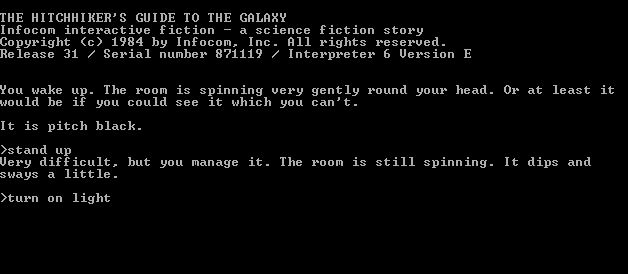 THE HITCHHIKER'S GUIDE TO THE GALAXY
Infocom interactive fiction - a science fiction story
Copyright (c) 1984 by Infocom, Inc. All rights reserved.
Release 31 / Serial number 871119 / Interpreter 6 Version E
You wake up. The room is spinning very gently round your head. Or at least it
would be if you could see it which you can't.
It is pitch black.
>stand up
Very difficult, but you manage it. The room is still spinning. It dips and
sways a little.
>turn on light